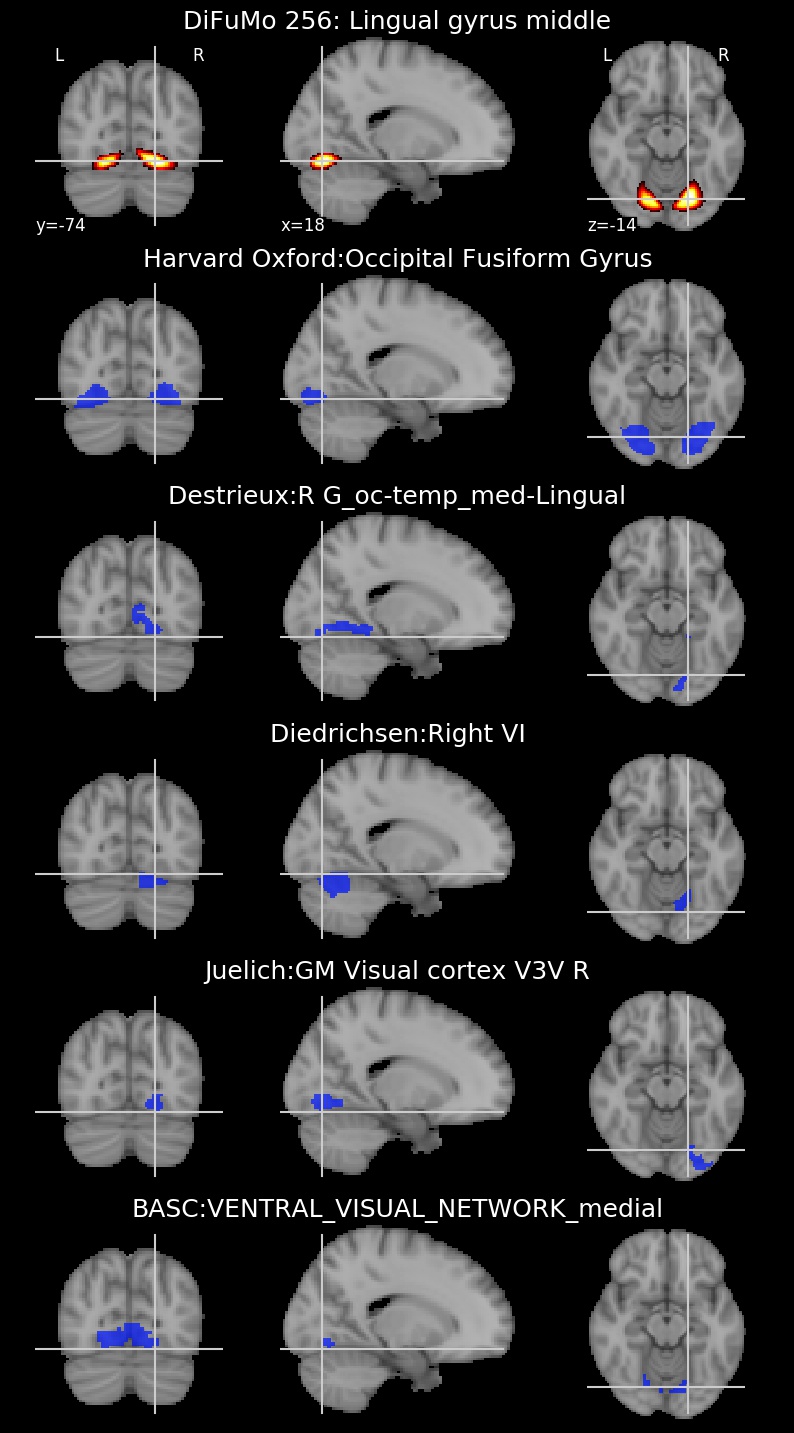 DiFuMo 256: Lingual gyrus middle
L R L R
y=-74 x=18 z=-14
Harvard Oxford:Occipital Fusiform Gyrus
Destrieux:R G_oc-temp_med-Lingual
Diedrichsen:Right VI
Juelich:GM Visual cortex V3V R
BASC:VENTRAL_VISUAL_NETWORK_medial